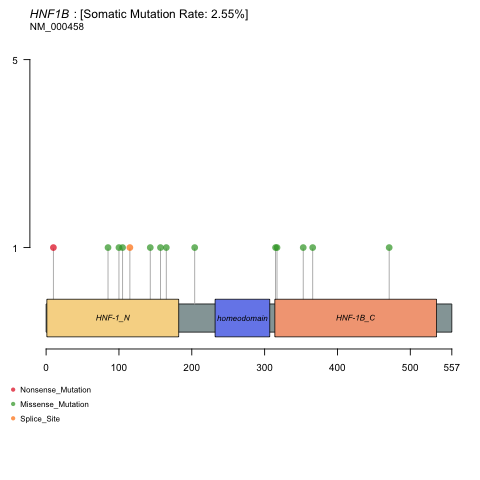 HNF1B : [Somatic Mutation Rate: 2.55%]
NM_000458
5
1
HNF-1_N
homeodomain
HNF-1B_C
0 100 200 300 400 500 557
Nonsense_Mutation
Missense_Mutation
Splice_Site